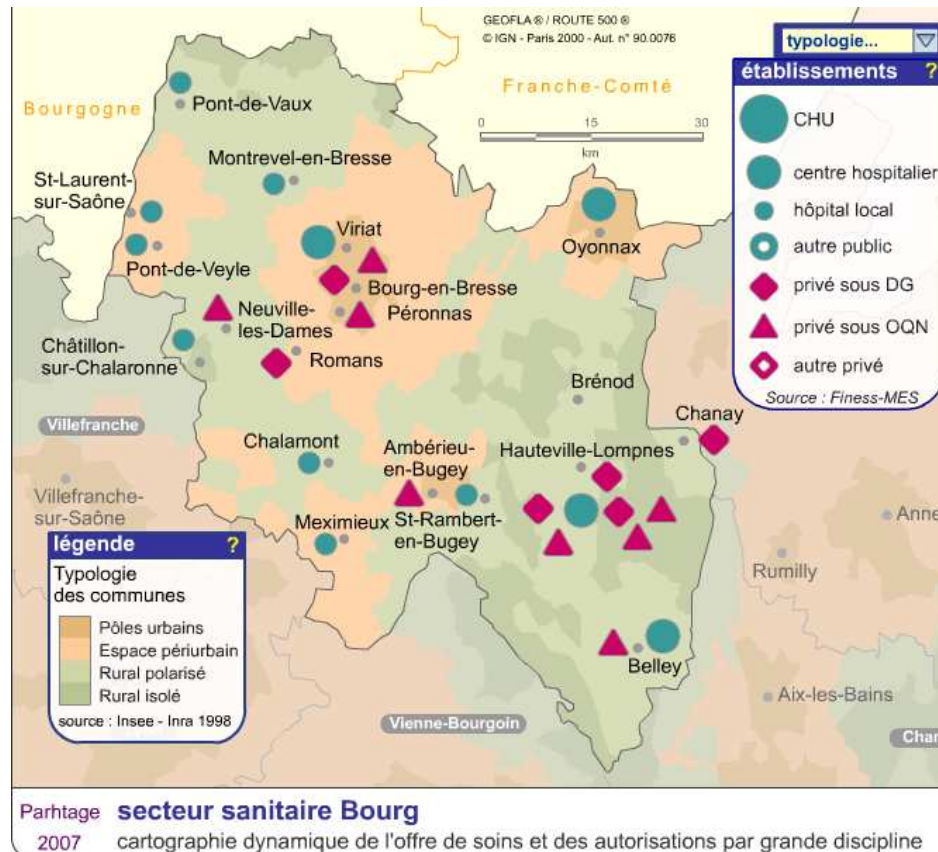 GEOFLA ® / ROUTE 500 ®
© IGN - Paris 2000 - Aut. n° 90.0076
typologie...
Bourgogne
Franche-Comté
0 15 30
km
établissements ?
CHU
centre hospitalier
hôpital local
autre public
privé sous DG
privé sous OQN
autre privé
Source : Finess-MES
Pont-de-Vaux
Montrevel-en-Bresse
St-Laurent-
sur-Saône
Viriat
Oyonnax
Pont-de-Veyle
Bourg-en-Bresse
Péronnas
Neuville-
les-Dames
Romans
Châtillon-
sur-Chalaronne
Brénod
Chanay
Villefranche
Chalamont
Ambérieu-
en-Bugey
Hauteville-Lompnes
Villefranche-
sur-Saône
Meximieux
St-Rambert-
en-Bugey
Rumilly
Belley
Aix-les-Bains
Vienne-Bourgoin
légende ?
Typologie
des communes
Pôles urbains
Espace périurbain
Rural polarisé
Rural isolé
source : Insee - Inra 1998
Parhtage
2007
secteur sanitaire Bourg
cartographie dynamique de l'offre de soins et des autorisations par grande discipline